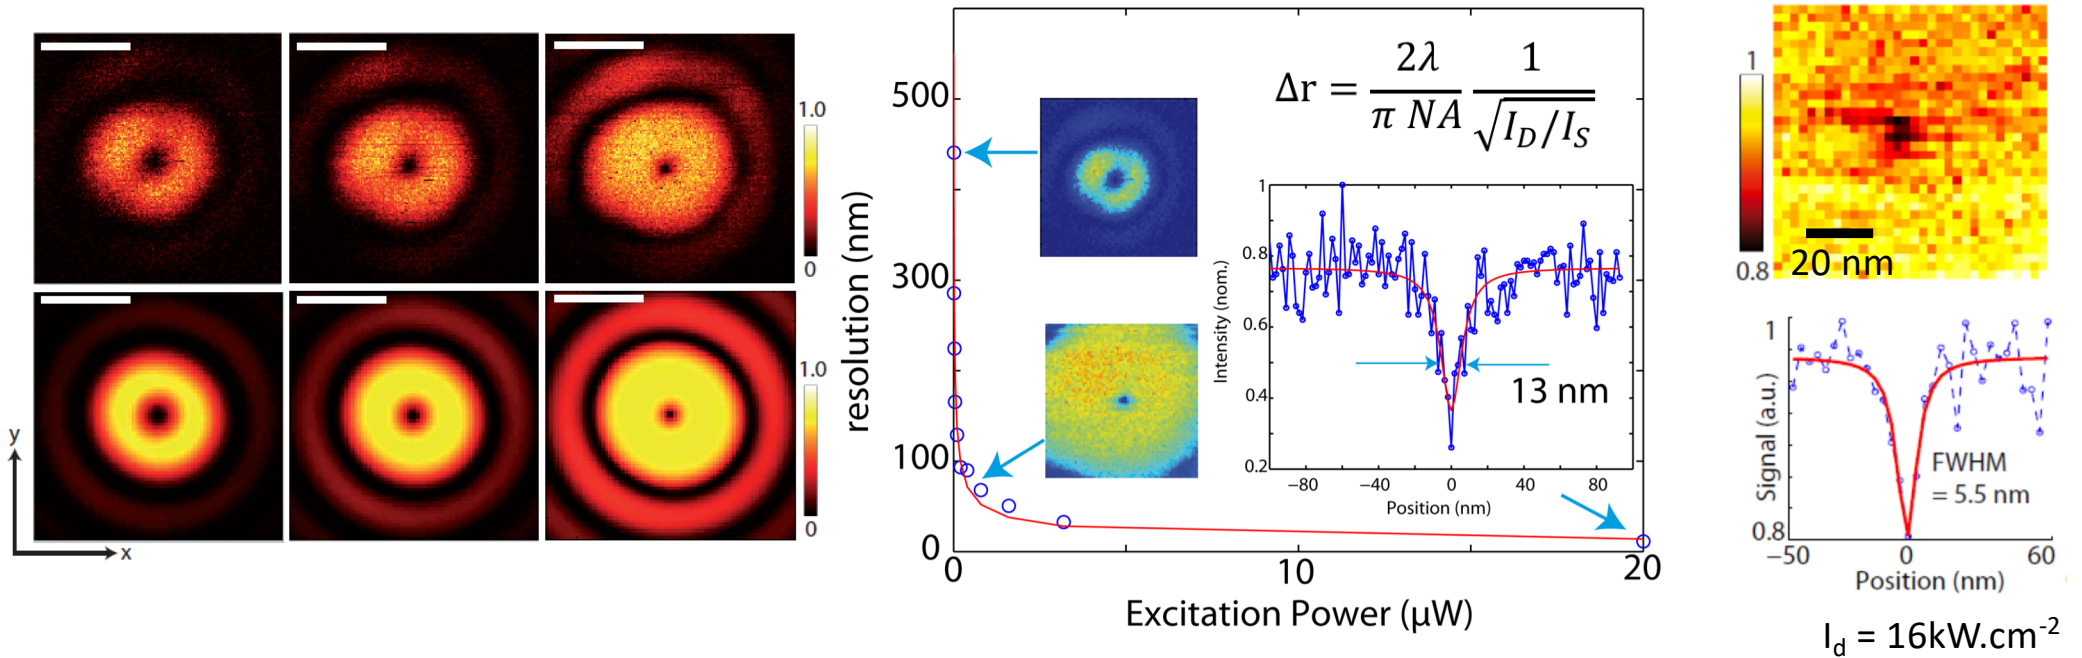 1.0
0
1.0
0
y
x
resolution (nm)
500
300
100
0
0
10
20
Excitation Power (μW)
Δr = 2λ / π NA 1 / √I_D/I_S
Intensity (nom.)
1
0.8
0.6
0.4
0.2
−80
−40
0
40
80
Position (nm)
13 nm
1
0.8
20 nm
Signal (a.u.)
1
0.8
FWHM
= 5.5 nm
−50
0
60
Position (nm)
I_d = 16kW.cm⁻²